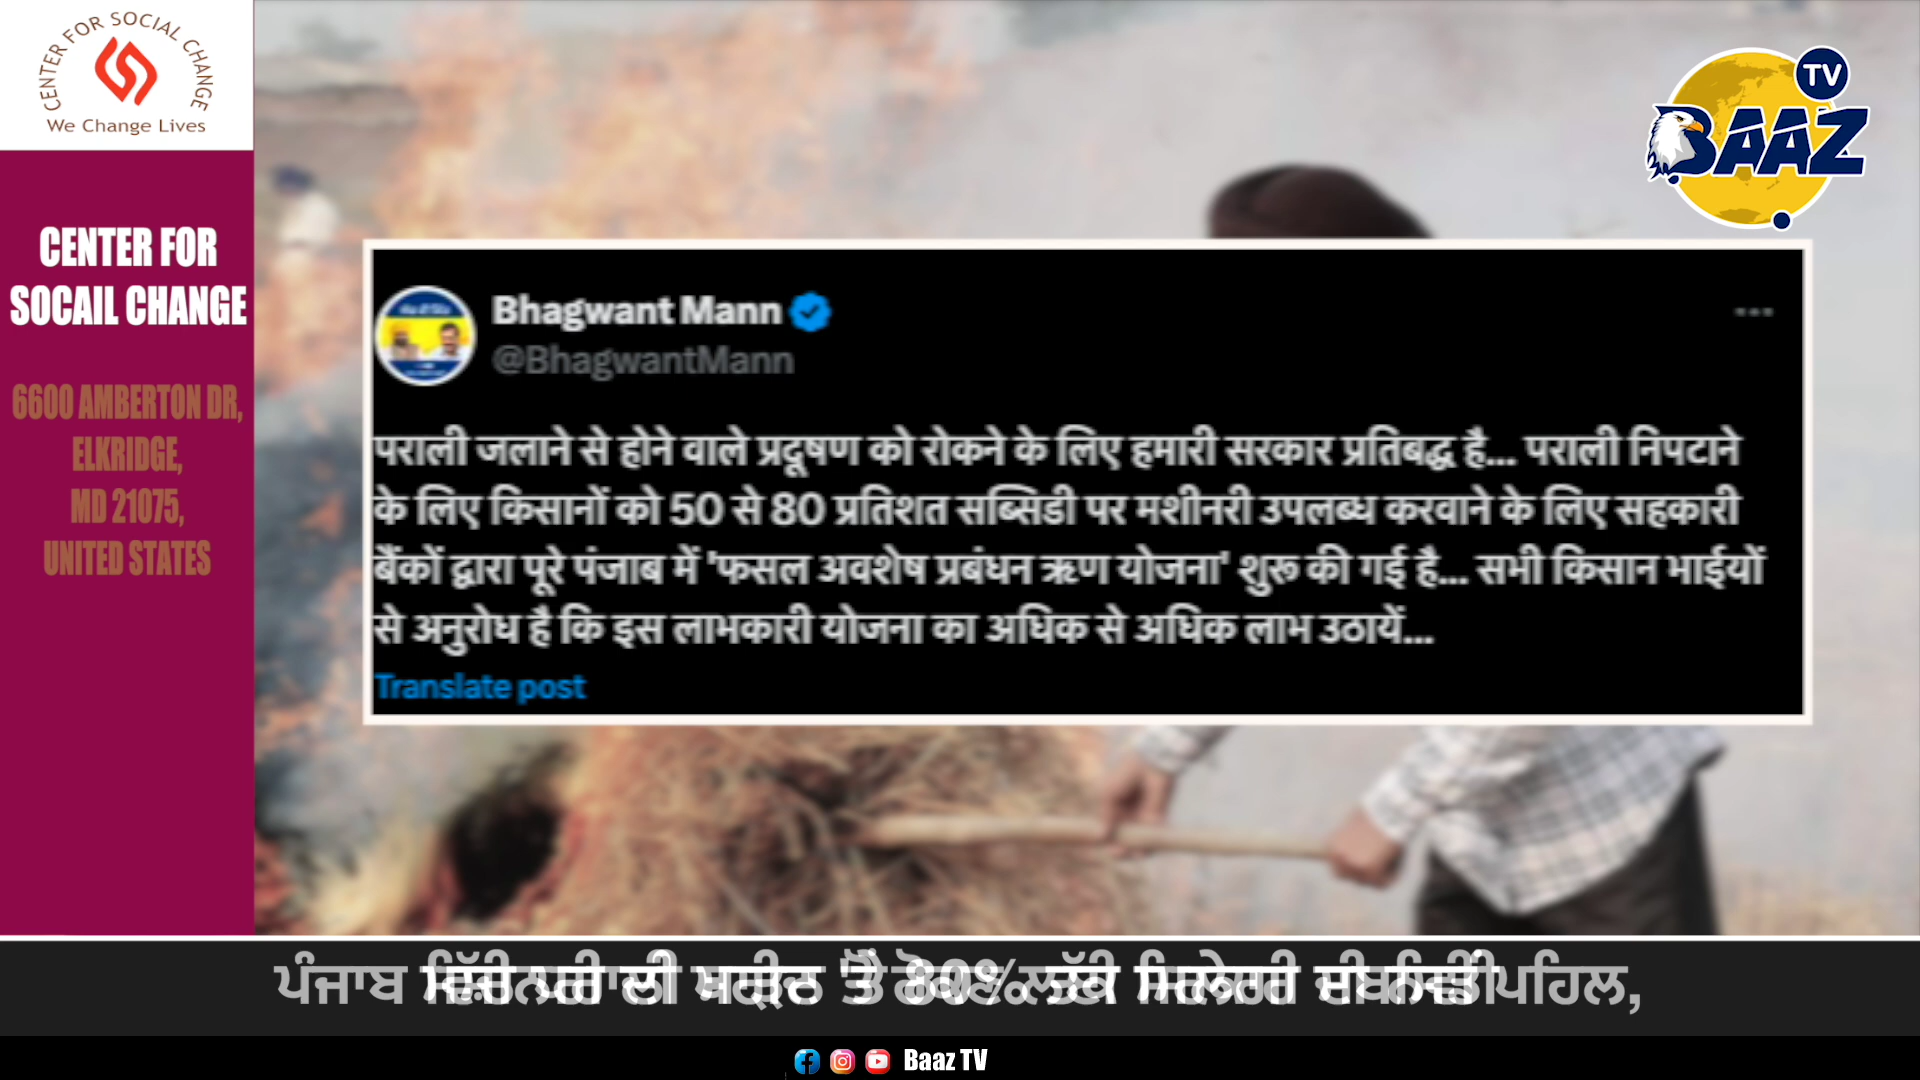 CENTER FOR SOCIAL CHANGE
We Change Lives
CENTER FOR
SOCAIL CHANGE
6600 AMBERTON DR,
ELKRIDGE,
MD 21075,
UNITED STATES
TV
BAAZ
Bhagwant Mann
@BhagwantMann
पराली जलाने से होने वाले प्रदूषण को रोकने के लिए हमारी सरकार प्रतिबद्ध है... पराली निपटाने
के लिए किसानों को 50 से 80 प्रतिशत सब्सिडी पर मशीनरी उपलब्ध करवाने के लिए सहकारी
बैंकों द्वारा पूरे पंजाब में 'फसल अवशेष प्रबंधन ऋण योजना' शुरू की गई है... सभी किसान भाईयों
से अनुरोध है कि इस लाभकारी योजना का अधिक से अधिक लाभ उठायें...
Translate post
ਪੰਜਾਬ ਪਹਿਲ,
Baaz TV